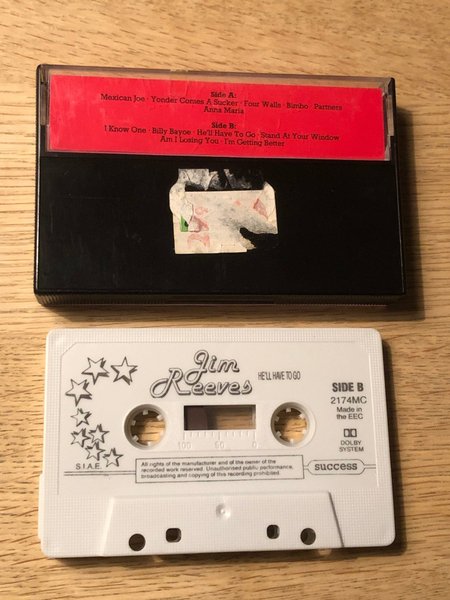 Side A:
Mexican Joe · Yonder Comes A Sucker · Four Walls · Bimbo · Partners
Anna Maria
Side B:
I Know One · Billy Bayoe · He'll Have To Go · Stand At Your Window
Am I Losing You · I'm Getting Better
Jim
Reeves
HE'LL HAVE TO GO
SIDE B
2174MC
Made in
the EEC
DOLBY
SYSTEM
100 50 0
S.I.A.E.
All rights of the manufacturer and of the owner of the
recorded work reserved. Unauthorised public performance,
broadcasting and copying of this recording prohibited.
success